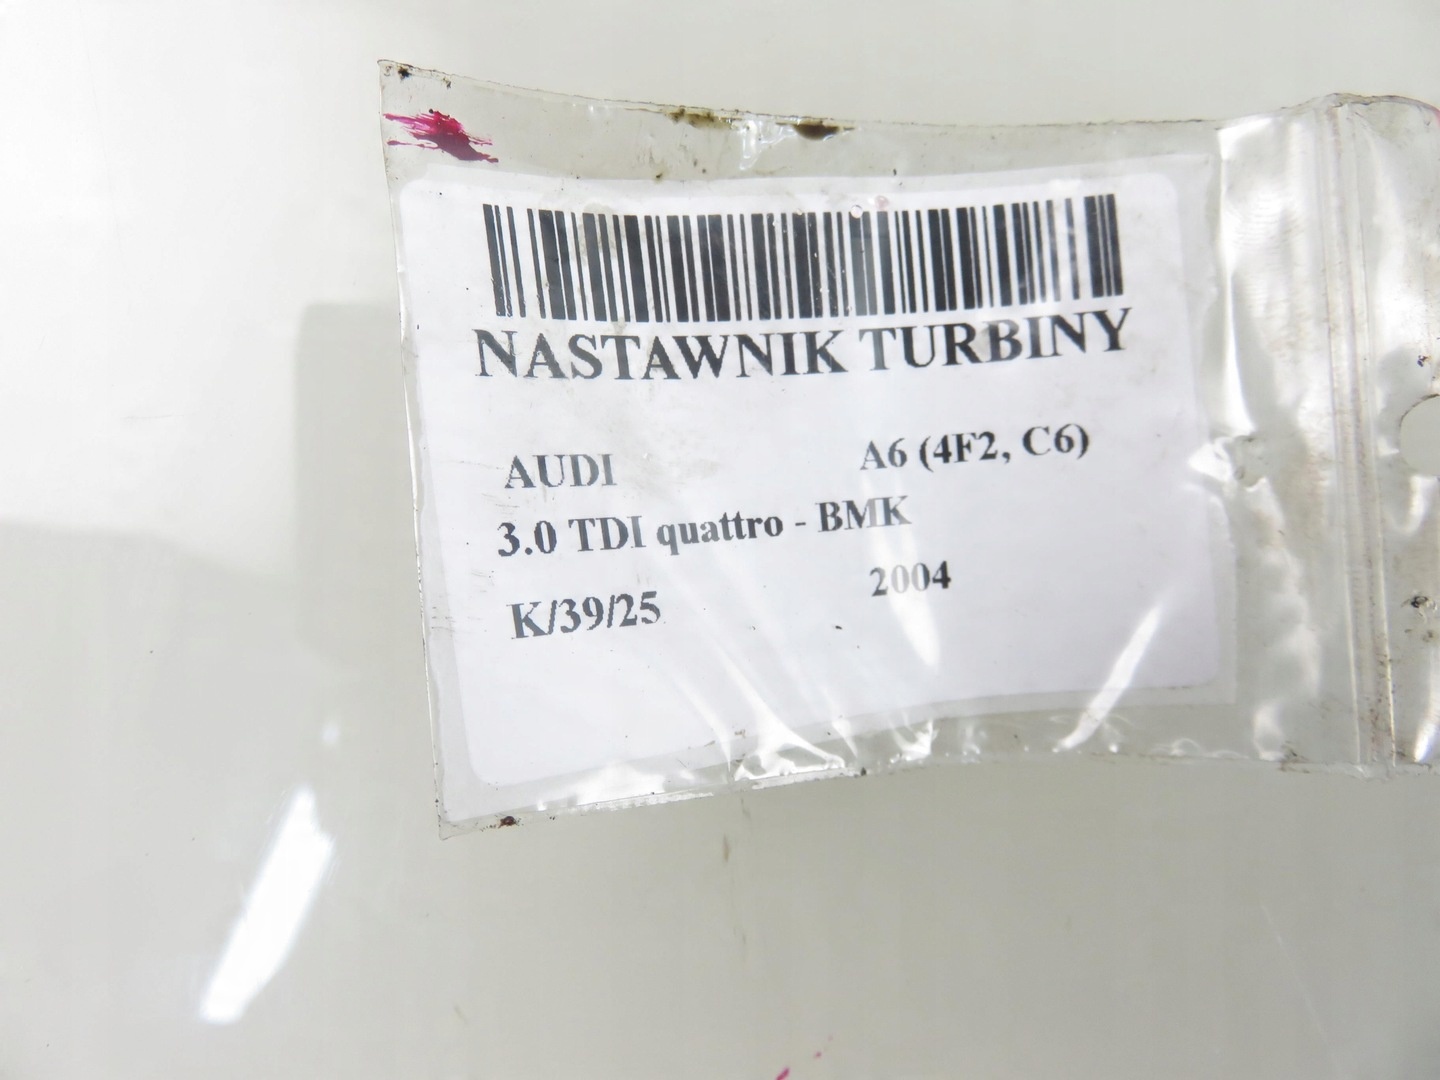 NASTAWNIK TURBINY
AUDI A6 (4F2, C6)
3.0 TDI quattro - BMK
2004
K/39/25